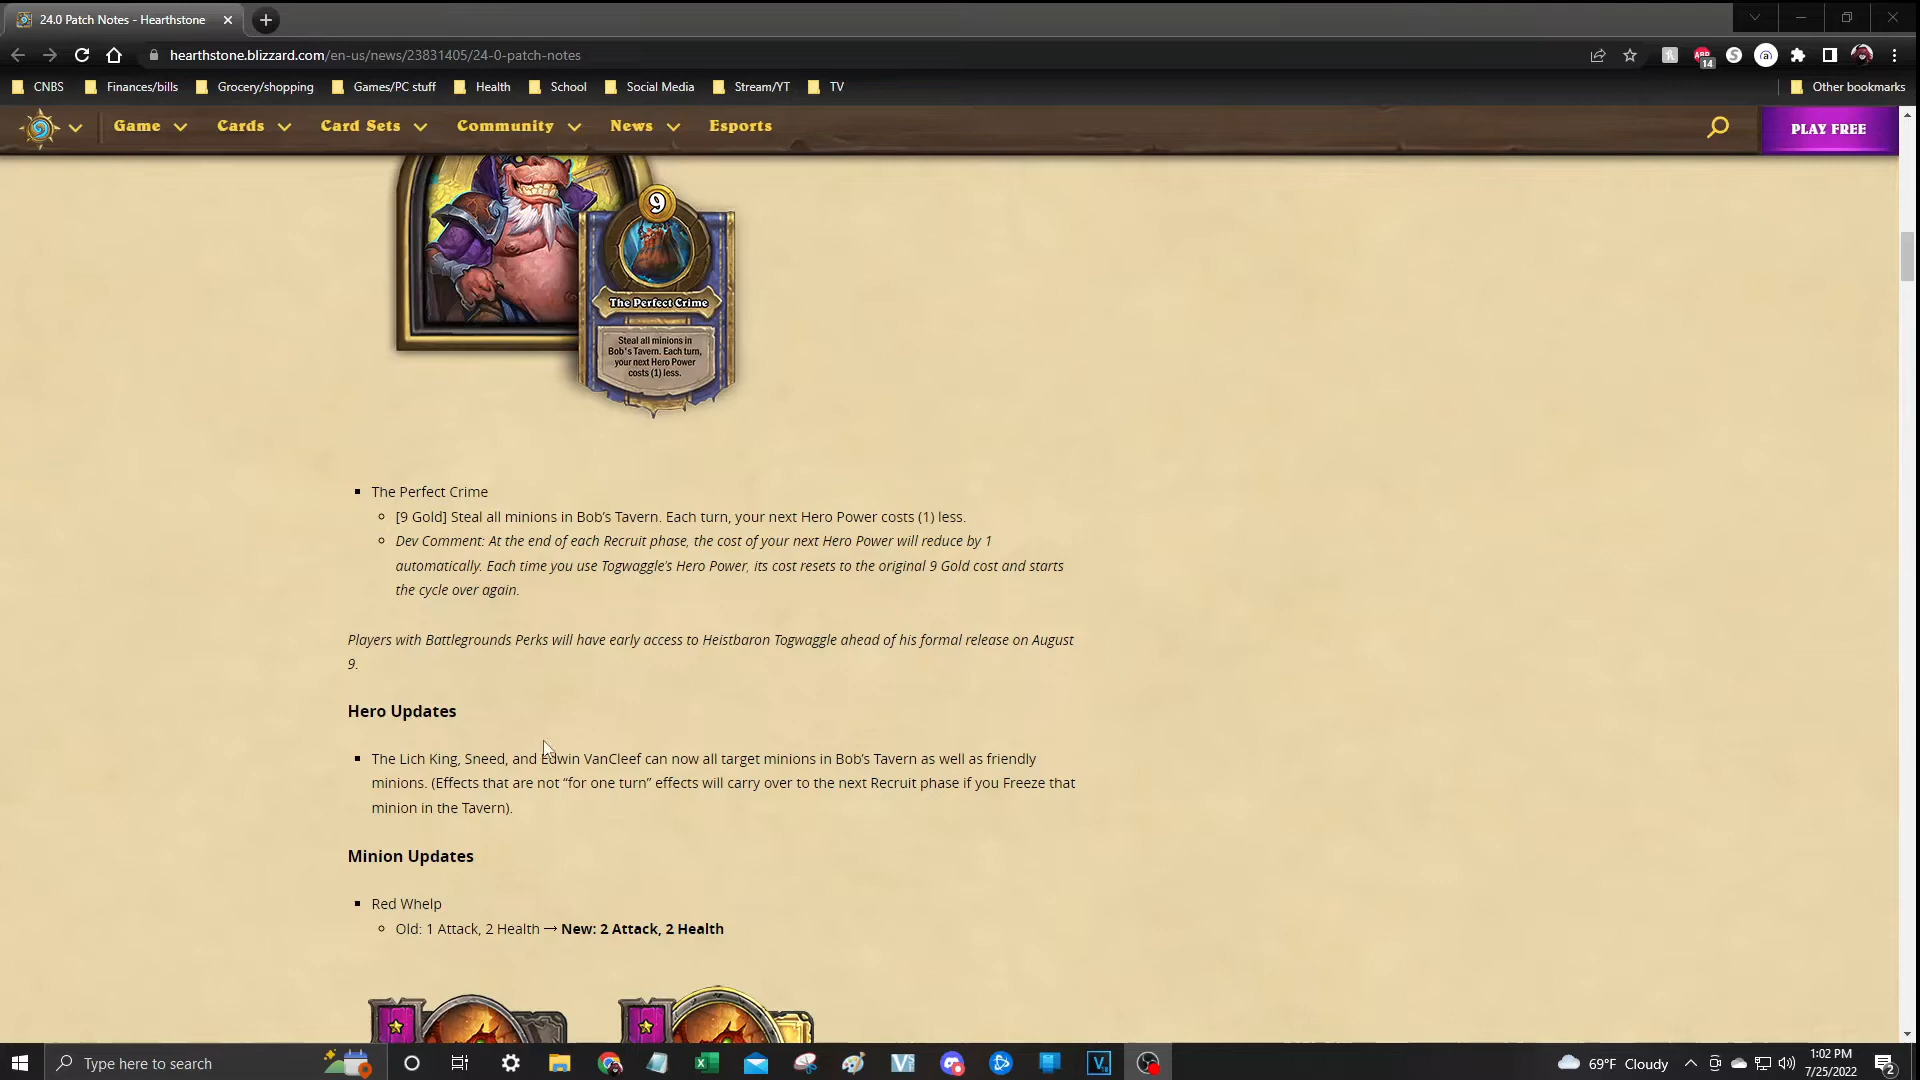 24.0 Patch Notes - Hearthstone
hearthstone.blizzard.com/en-us/news/23831405/24-0-patch-notes
14
CNBS Finances/bills Grocery/shopping Games/PC stuff Health School Social Media Stream/YT TV Other bookmarks
Game Cards Card Sets Community News Esports PLAY FREE
9
The Perfect Crime
Steal all minions in
Bob's Tavern. Each turn,
your next Hero Power
costs (1) less.
The Perfect Crime
[9 Gold] Steal all minions in Bob’s Tavern. Each turn, your next Hero Power costs (1) less.
Dev Comment: At the end of each Recruit phase, the cost of your next Hero Power will reduce by 1
automatically. Each time you use Togwaggle’s Hero Power, its cost resets to the original 9 Gold cost and starts
the cycle over again.
Players with Battlegrounds Perks will have early access to Heistbaron Togwaggle ahead of his formal release on August
9.
Hero Updates
The Lich King, Sneed, and Edwin VanCleef can now all target minions in Bob’s Tavern as well as friendly
minions. (Effects that are not “for one turn” effects will carry over to the next Recruit phase if you Freeze that
minion in the Tavern).
Minion Updates
Red Whelp
Old: 1 Attack, 2 Health → New: 2 Attack, 2 Health
Type here to search
69°F Cloudy
1:02 PM
7/25/2022
2